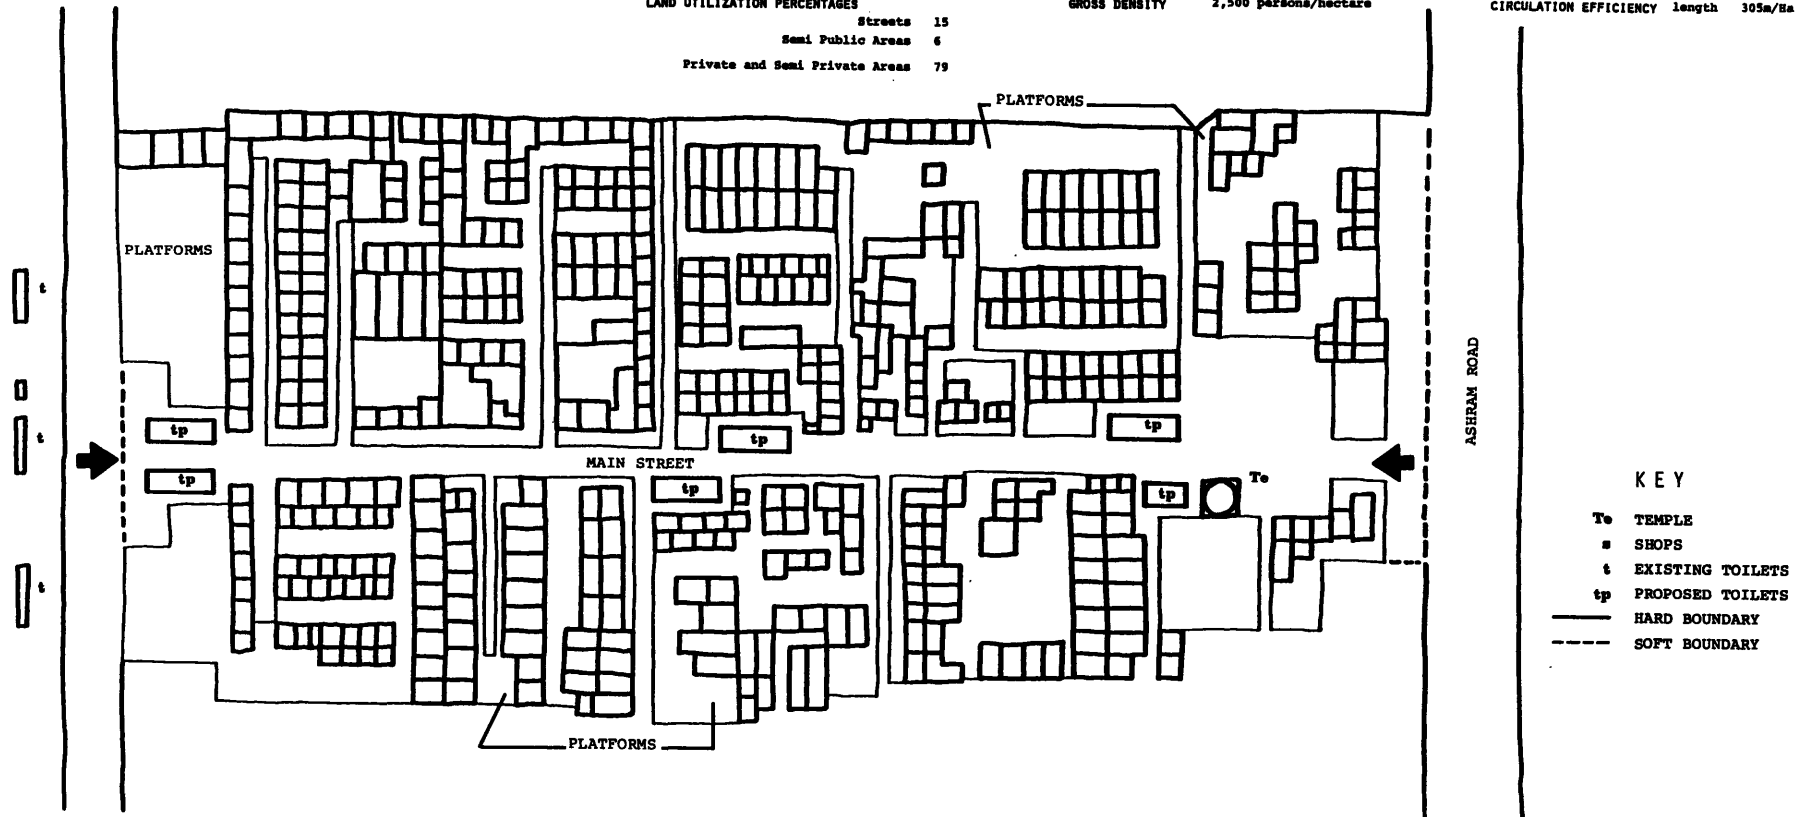 LAND UTILIZATION PERCENTAGES GROSS DENSITY 2,500 persons/hectare CIRCULATION EFFICIENCY length 305m/Ha
Streets 15
Semi Public Areas 6
Private and Semi Private Areas 79
PLATFORMS
PLATFORMS
t
tp
tp
t
tp
MAIN STREET
ASHRAM ROAD
tp
tp
tp
Te
t
PLATFORMS
KEY
Te TEMPLE
s SHOPS
t EXISTING TOILETS
tp PROPOSED TOILETS
HARD BOUNDARY
SOFT BOUNDARY